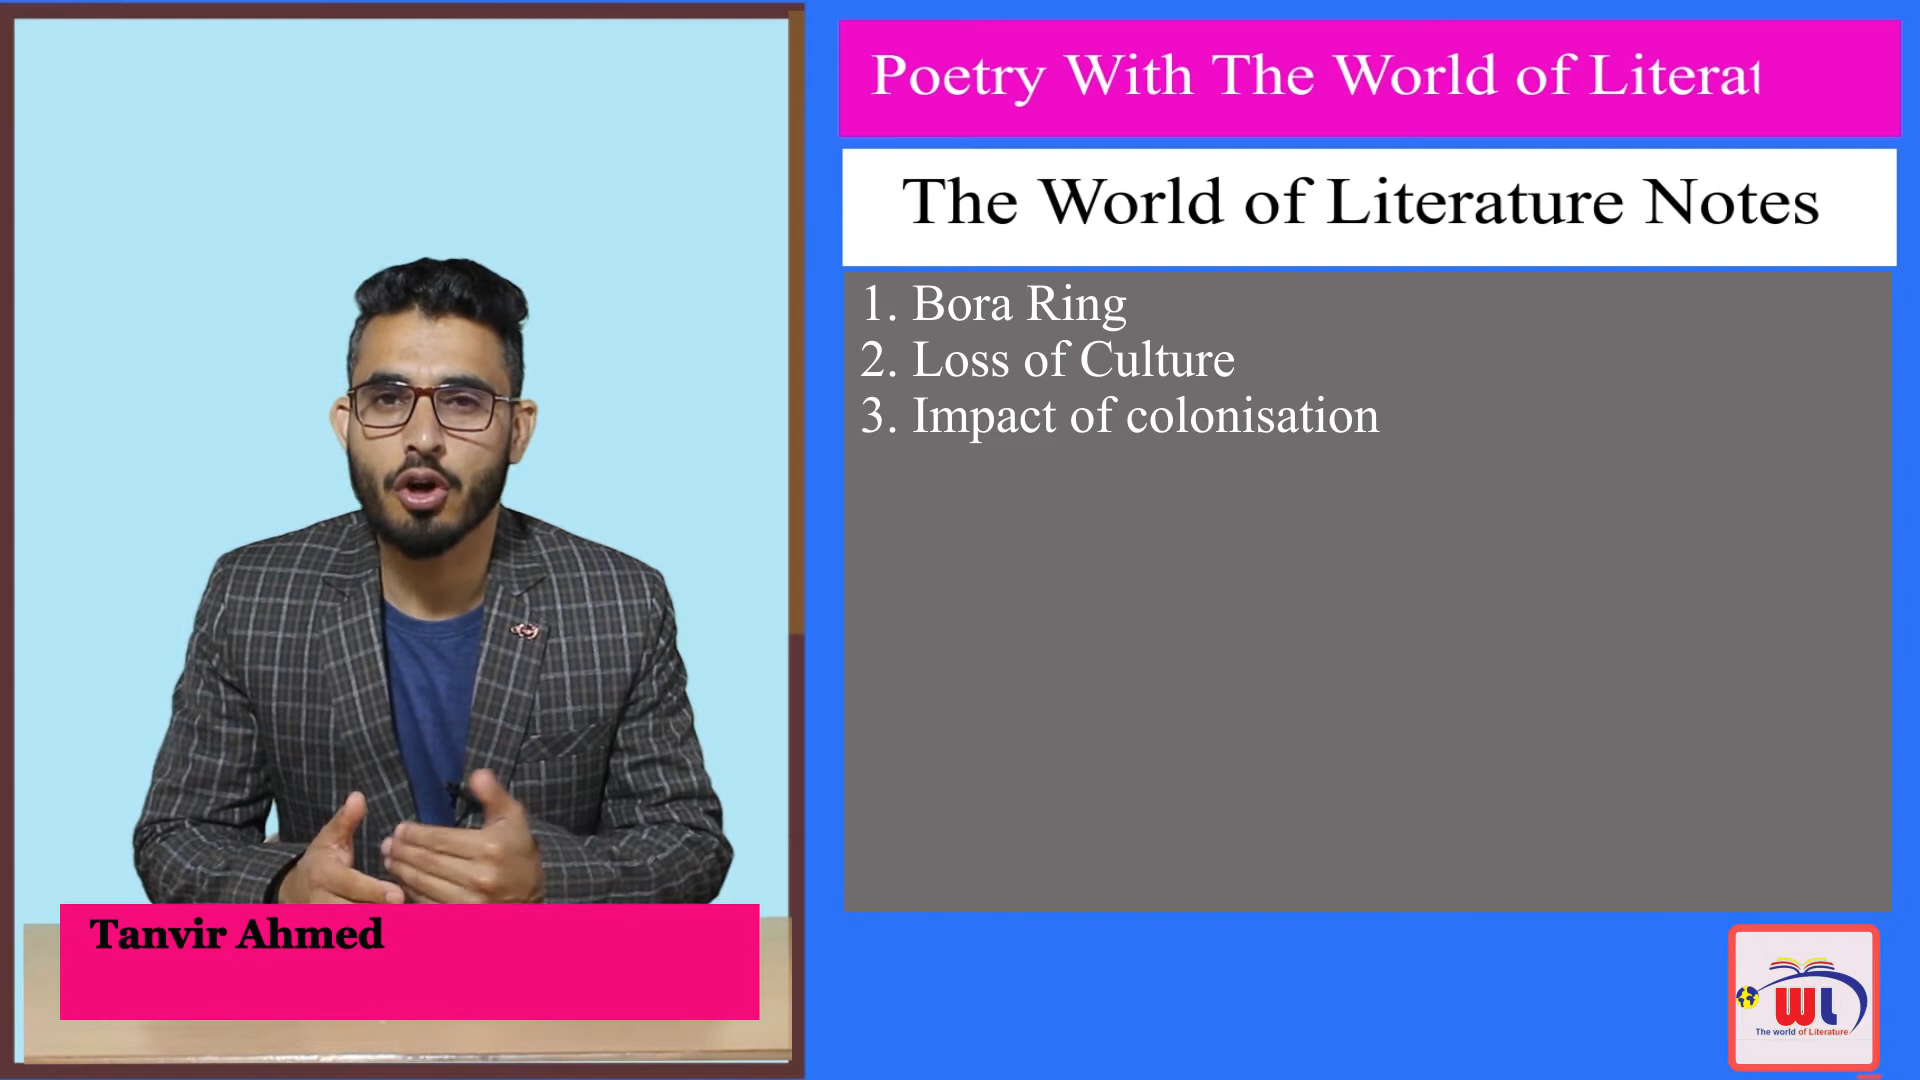 Poetry With The World of Literat
The World of Literature Notes
1. Bora Ring
2. Loss of Culture
3. Impact of colonisation
Tanvir Ahmed
WL
The world of Literature